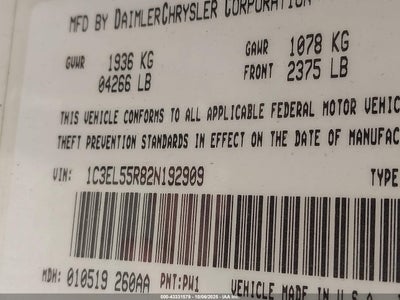 MFD BY DAIMLERCHRYSLER CORPORATION
GVWR 1936 KG
04266 LB
GAWR 1078 KG
FRONT 2375 LB
THIS VEHICLE CONFORMS TO ALL APPLICABLE FEDERAL MOTOR VEHIC
THEFT PREVENTION STANDARDS IN EFFECT ON THE DATE OF MANUFAC
VIN: 1C3EL55R82N192909 TYPE
MDH: 010519 260AA PNT:PW1
VEHICLE MADE IN U.S.A.
600-43331579 - 10/06/2025 - IAA Inc.